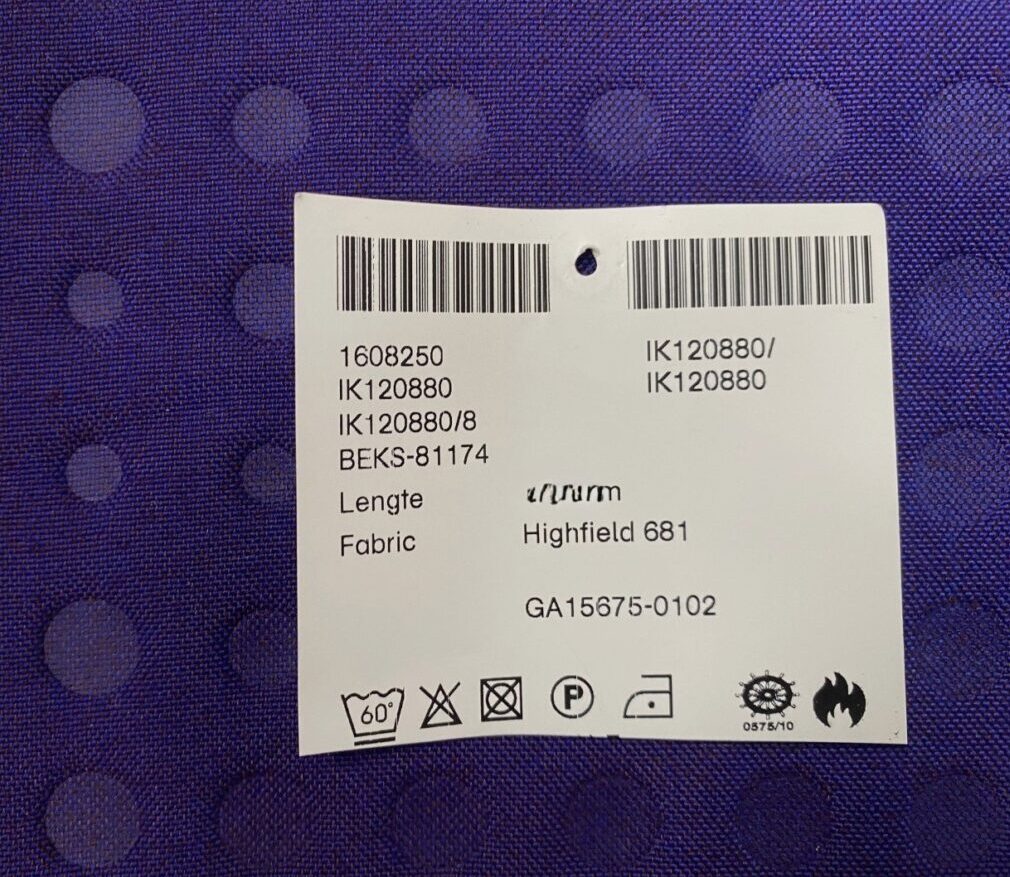 1608250
IK120880
IK120880/8
BEKS-81174
IK120880/
IK120880
Lengte
Fabric Highfield 681
GA15675-0102
60°
P
0575/10